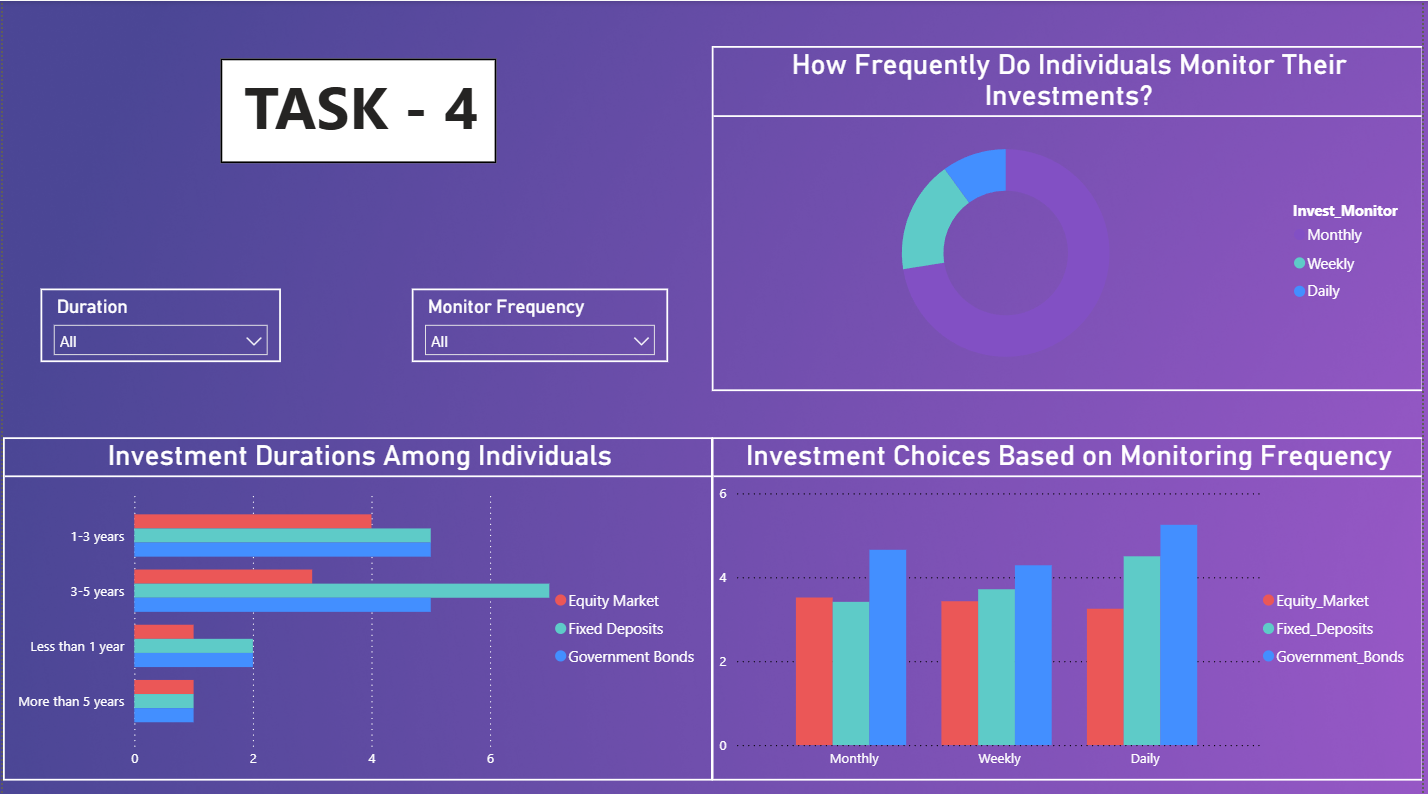 TASK - 4
How Frequently Do Individuals Monitor Their
Investments?
Invest_Monitor
Monthly
Weekly
Daily
Duration
All
Monitor Frequency
All
Investment Durations Among Individuals
1-3 years
3-5 years
Less than 1 year
More than 5 years
0 2 4 6
Equity Market
Fixed Deposits
Government Bonds
Investment Choices Based on Monitoring Frequency
6
4
2
0
Monthly Weekly Daily
Equity_Market
Fixed_Deposits
Government_Bonds